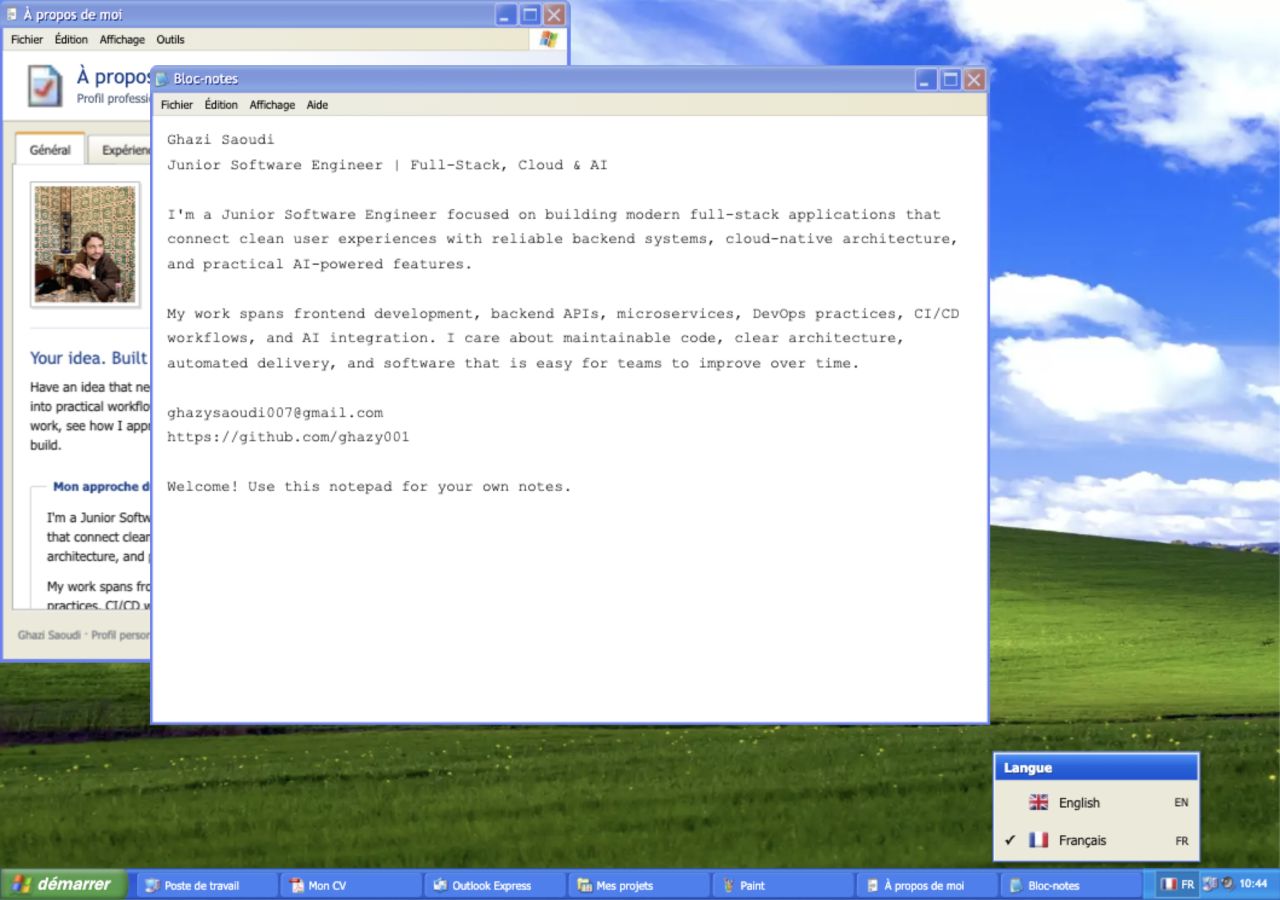 À propos de moi
Fichier Édition Affichage Outils
À propos
Profil professi
Général Expérien
Your idea. Built
Have an idea that ne
into practical workflo
work, see how I appr
build.
Mon approche d
I'm a Junior Softw
that connect clear
architecture, and
My work spans fro
practices, CI/CD w
Ghazi Saoudi · Profil person
Bloc-notes
Fichier Édition Affichage Aide
Ghazi Saoudi
Junior Software Engineer | Full-Stack, Cloud & AI
I'm a Junior Software Engineer focused on building modern full-stack applications that
connect clean user experiences with reliable backend systems, cloud-native architecture,
and practical AI-powered features.
My work spans frontend development, backend APIs, microservices, DevOps practices, CI/CD
workflows, and AI integration. I care about maintainable code, clear architecture,
automated delivery, and software that is easy for teams to improve over time.
ghazysaoudi007@gmail.com
https://github.com/ghazy001
Welcome! Use this notepad for your own notes.
Langue
English EN
✓ Français FR
démarrer Poste de travail Mon CV Outlook Express Mes projets Paint À propos de moi Bloc-notes FR 10:44